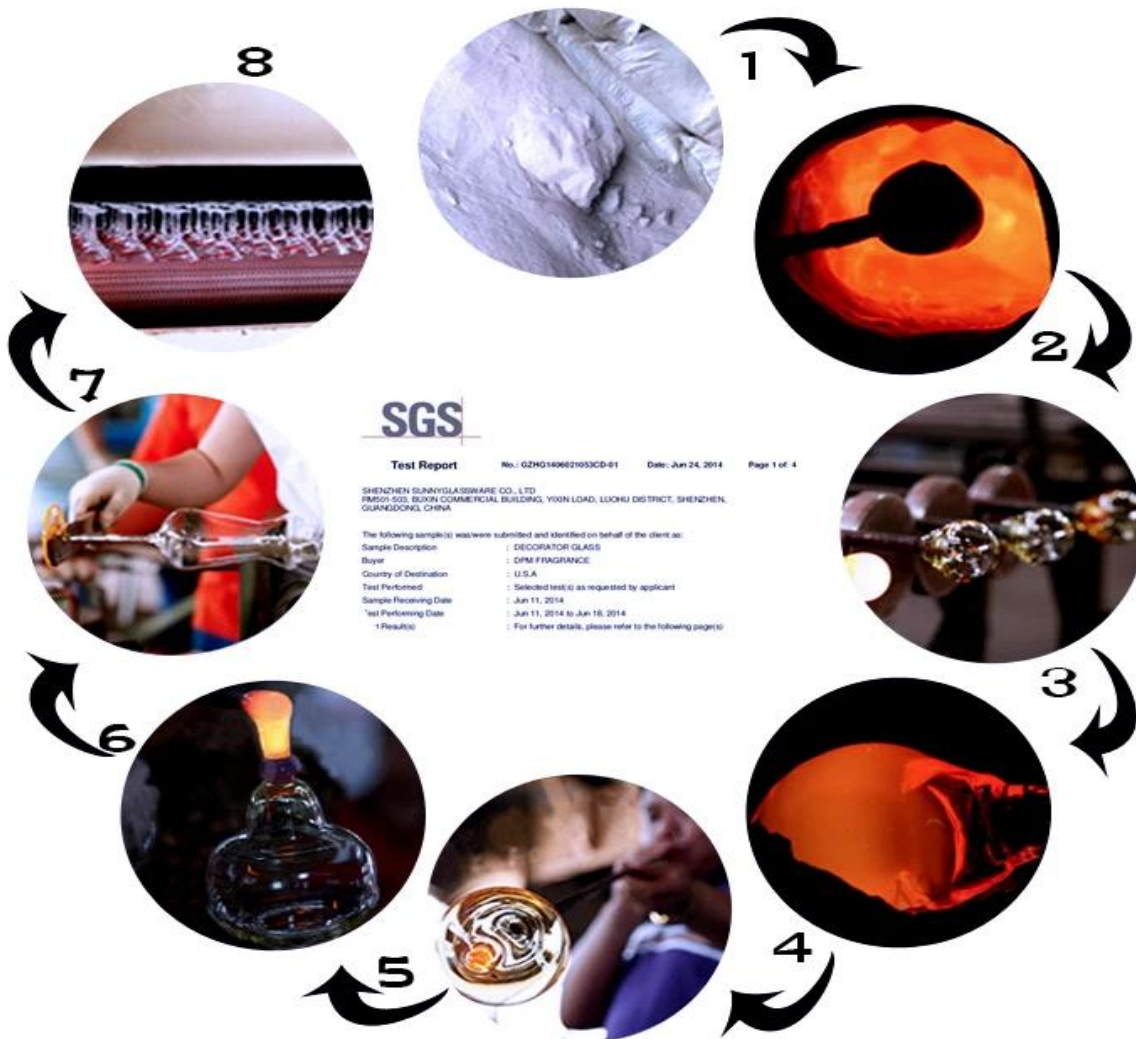 8
1
2
7
SGS
Test Report No.: GZHG1406021053CD-01 Date: Jun 24, 2014 Page 1 of 4
SHENZHEN SUNNYGLASSWARE CO., LTD
RM501-503, BUXIN COMMERCIAL BUILDING, YIXIN LOAD, LUOHU DISTRICT, SHENZHEN,
GUANGDONG, CHINA
The following sample(s) was/were submitted and identified on behalf of the client as:
Sample Description : DECORATOR GLASS
Buyer : DPM FRAGRANCE
Country of Destination : U.S.A
Test Performed : Selected test(s) as requested by applicant
Sample Receiving Date : Jun 11, 2014
Test Performing Date : Jun 11, 2014 to Jun 18, 2014
t Result(s) : For further details, please refer to the following page(s)
3
6
4
5